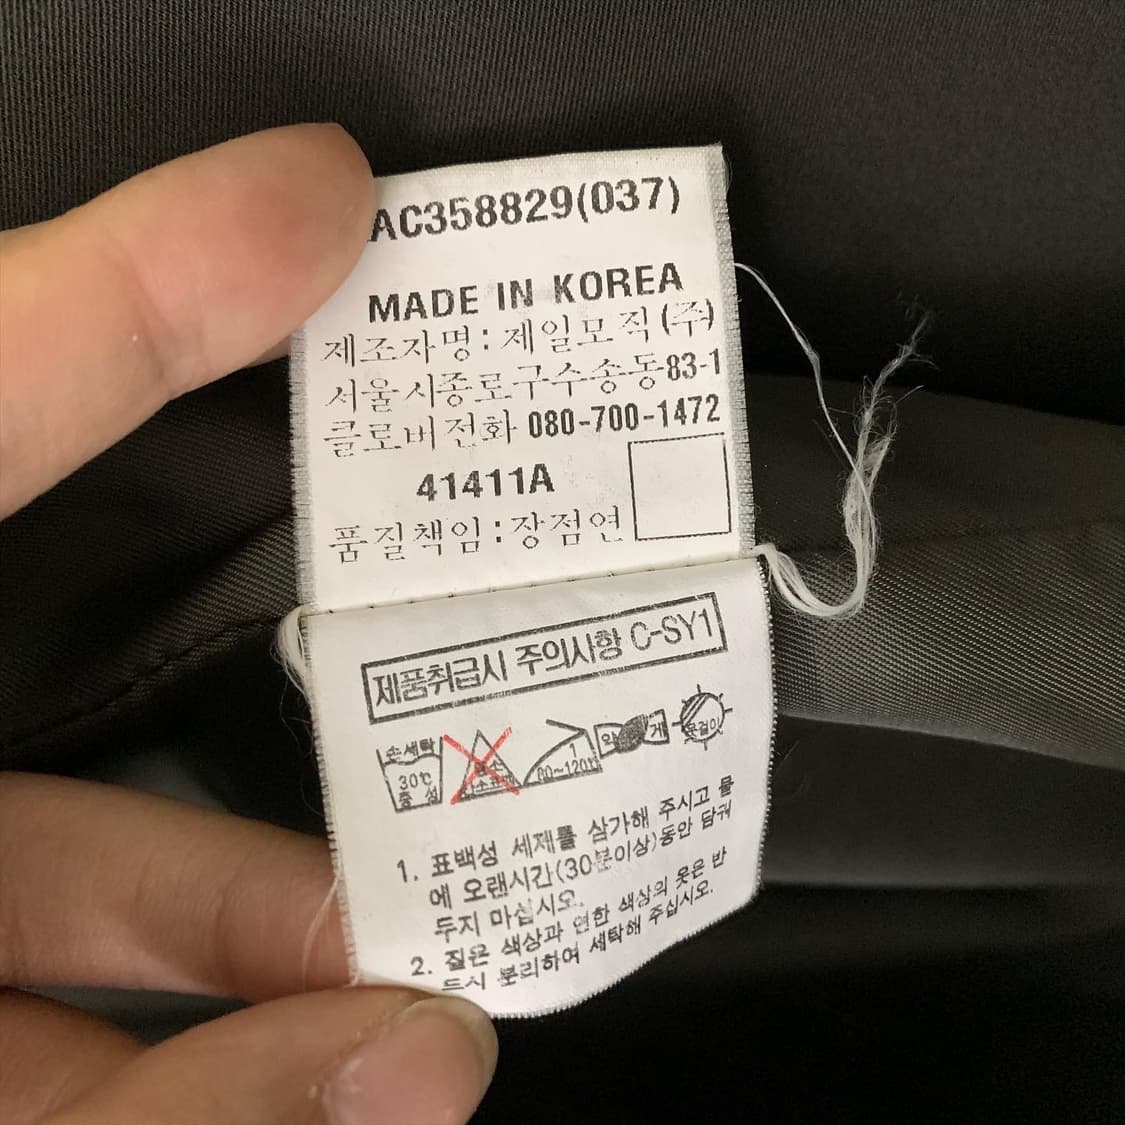 AC358829(037)
MADE IN KOREA
제조자명:제일모직(주)
서울시종로구수송동83-1
클로버전화 080-700-1472
41411A
품질책임:장점연
제품취급시 주의사항 C-SY1
손세탁
30℃
중성
염소
산소표백
80~120℃
약 게
옷걸이
1. 표백성 세제를 삼가해 주시고 물
에 오랜시간(30분이상)동안 담궈
두지 마십시오.
2. 짙은 색상과 연한 색상의 옷은 반
드시 분리하여 세탁해 주십시오.